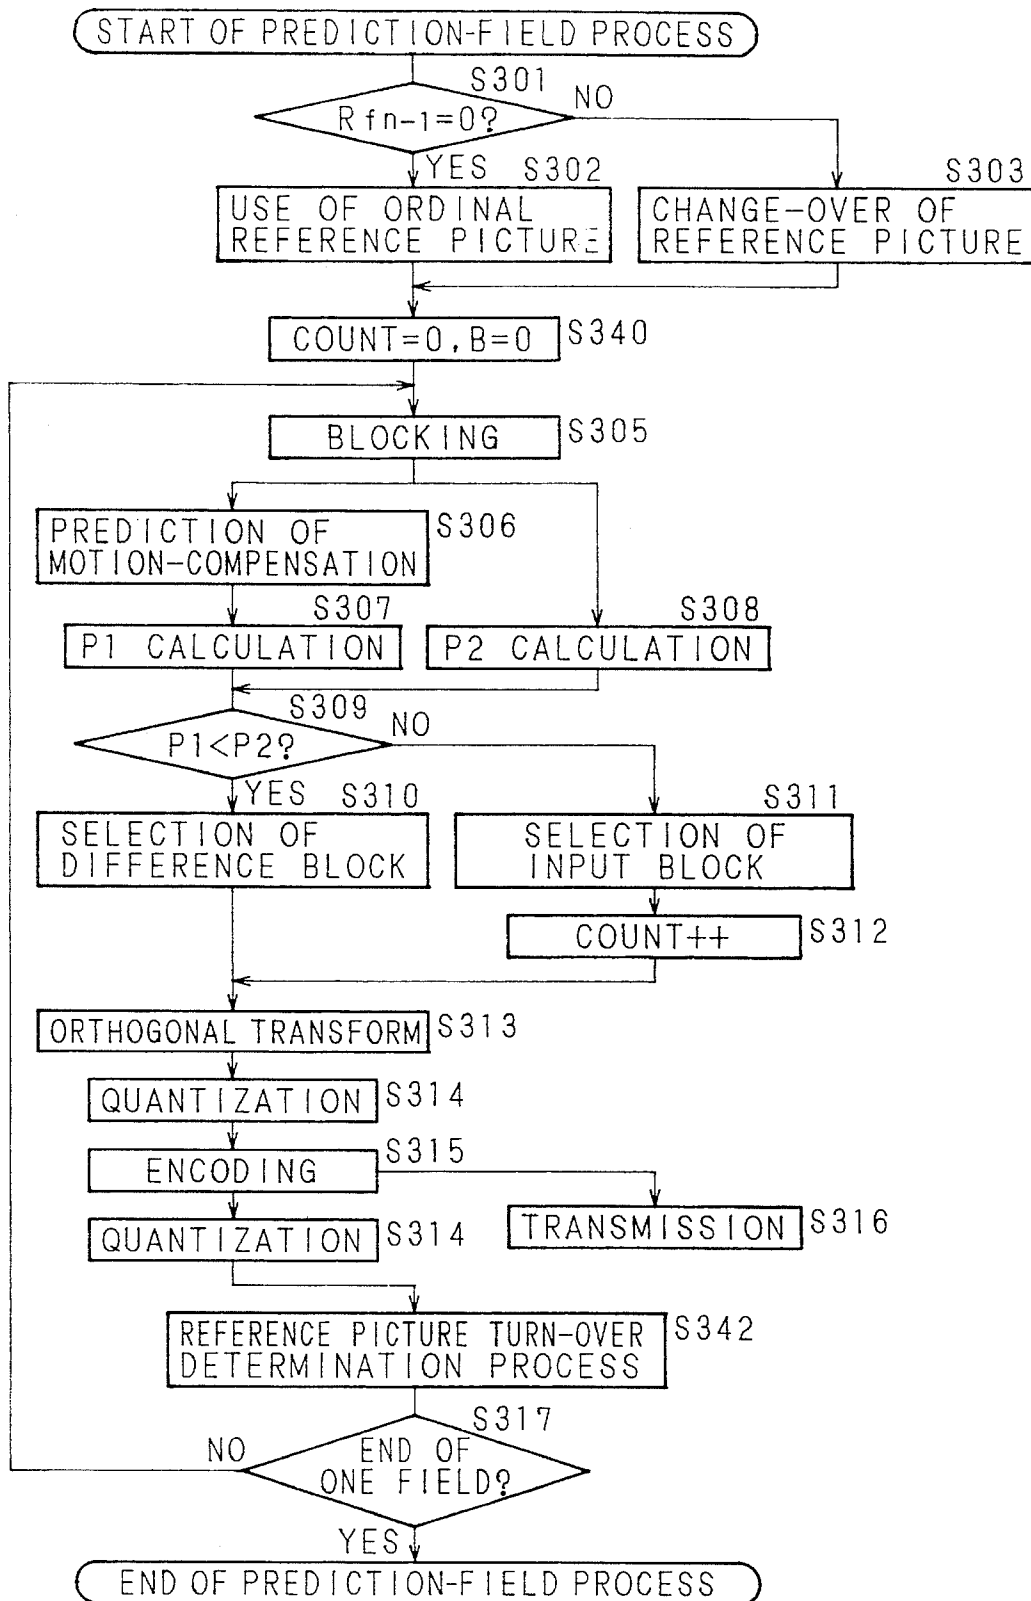 START OF PREDICTION-FIELD PROCESS
S301
Rfn-1=0?
NO
YES
S302
S303
USE OF ORDINAL
REFERENCE PICTURE
CHANGE-OVER OF
REFERENCE PICTURE
COUNT=0, B=0
S340
BLOCKING
S305
PREDICTION OF
MOTION-COMPENSATION
S306
S307
S308
P1 CALCULATION
P2 CALCULATION
S309
P1<P2?
NO
YES
S310
S311
SELECTION OF
DIFFERENCE BLOCK
SELECTION OF
INPUT BLOCK
COUNT++
S312
ORTHOGONAL TRANSFORM
S313
QUANTIZATION
S314
ENCODING
S315
QUANTIZATION
S314
TRANSMISSION
S316
REFERENCE PICTURE TURN-OVER
DETERMINATION PROCESS
S342
S317
END OF
ONE FIELD?
NO
YES
END OF PREDICTION-FIELD PROCESS